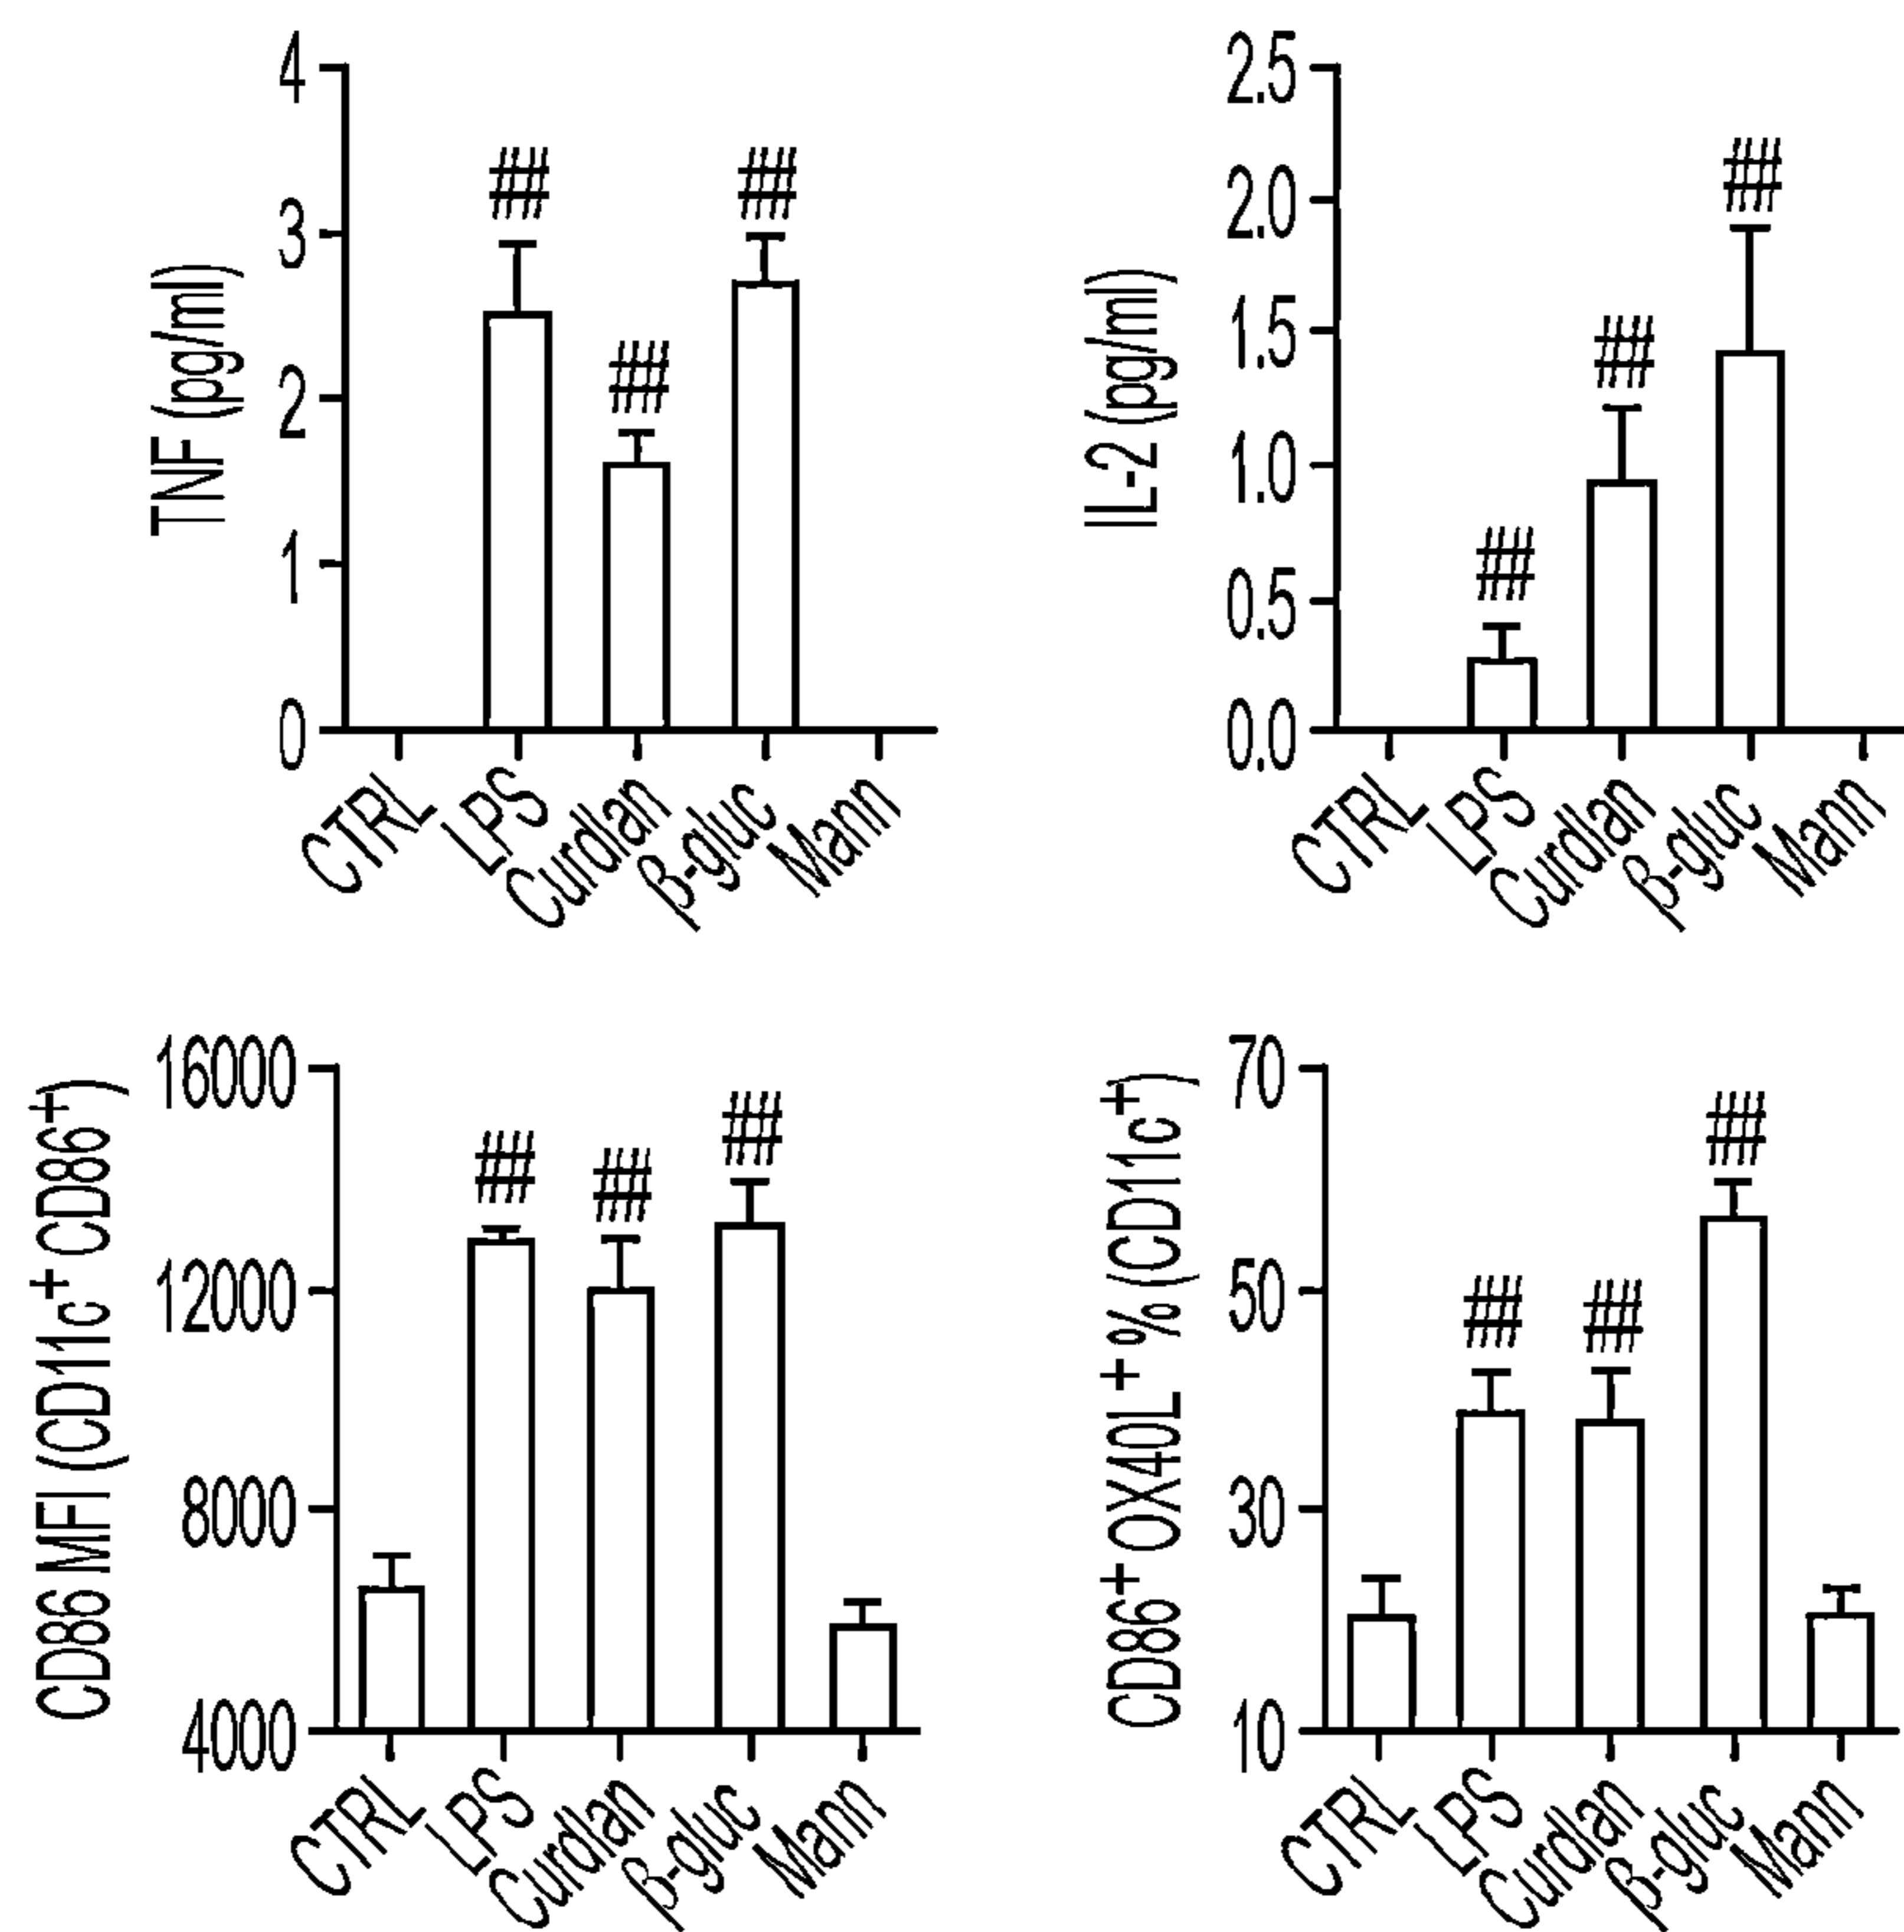 TNF (pg/ml)
4
3
2
1
0
##
##
##
CTRL
LPS
Curdlan
β-gluc
Mann
IL-2 (pg/ml)
2.5
2.0
1.5
1.0
0.5
0.0
##
##
##
CTRL
LPS
Curdlan
β-gluc
Mann
CD86 MFI (CD11c⁺ CD86⁺)
16000
12000
8000
4000
##
##
##
CTRL
LPS
Curdlan
β-gluc
Mann
CD86⁺ OX40L⁺ % (CD11c⁺)
70
50
30
10
##
##
##
CTRL
LPS
Curdlan
β-gluc
Mann